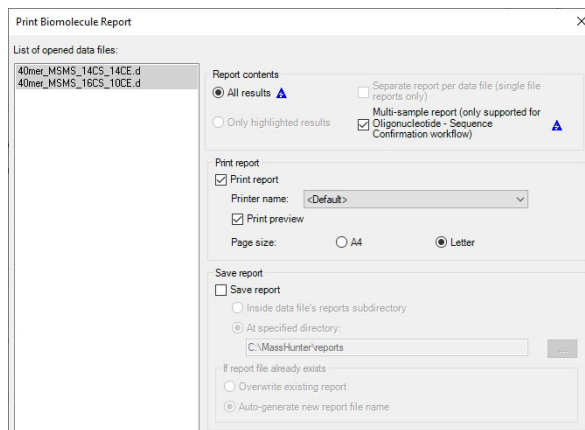 Print Biomolecule Report
List of opened data files:
40mer_MSMS_14CS_14CE.d
40mer_MSMS_16CS_10CE.d
Report contents
All results
Only highlighted results
Separate report per data file (single file
reports only)
Multi-sample report (only supported for
Oligonucleotide - Sequence
Confirmation workflow)
Print report
Print report
Printer name:
<Default>
Print preview
Page size:
A4
Letter
Save report
Save report
Inside data file's reports subdirectory
At specified directory:
C:\MassHunter\reports
...
If report file already exists
Overwrite existing report
Auto-generate new report file name